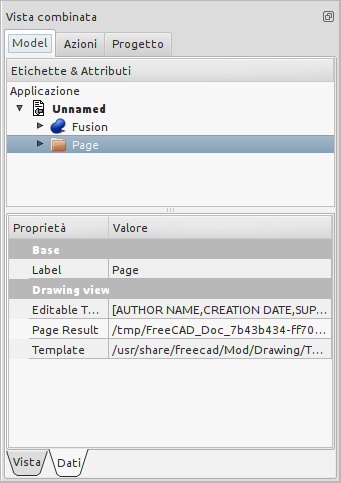 Vista combinata
Model Azioni Progetto
Etichette & Attributi
Applicazione
Unnamed
Fusion
Page
Proprietà Valore
Base
Label Page
Drawing view
Editable T... [AUTHOR NAME,CREATION DATE,SUP...
Page Result /tmp/FreeCAD_Doc_7b43b434-ff70...
Template /usr/share/freecad/Mod/Drawing/T...
Vista Dati